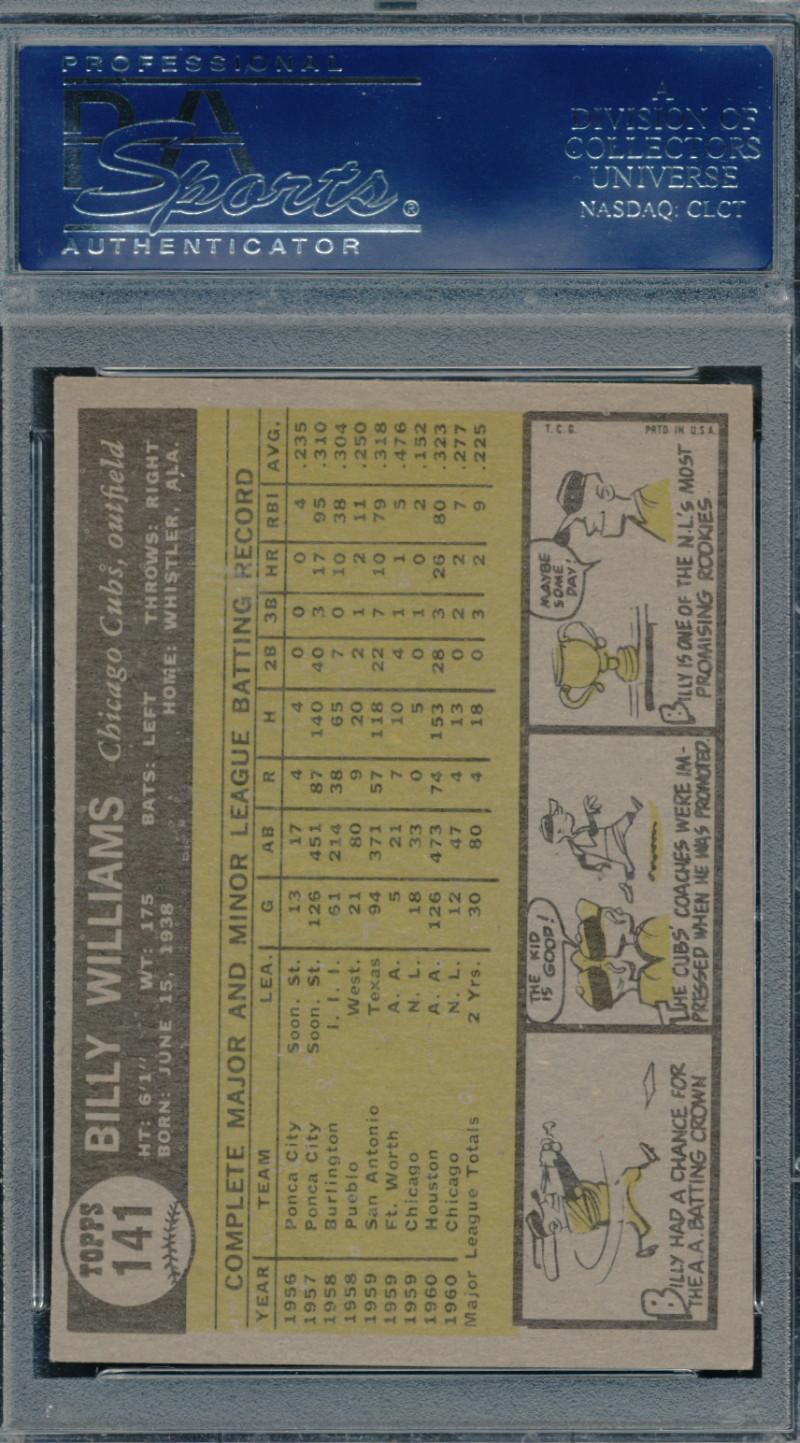 PROFESSIONAL
PSA
Sports®
AUTHENTICATOR
A
DIVISION OF
COLLECTORS
UNIVERSE
NASDAQ: CLCT
TOPPS
141
BILLY WILLIAMS Chicago Cubs, outfield
HT: 6'1" WT: 175 BATS: LEFT THROWS: RIGHT
BORN: JUNE 15, 1938 HOME: WHISTLER, ALA.
COMPLETE MAJOR AND MINOR LEAGUE BATTING RECORD
YEAR TEAM LEA. G AB R H 2B 3B HR RBI AVG.
1956 Ponca City Soon. St. 13 17 4 4 0 0 0 4 .235
1957 Ponca City Soon. St. 126 451 87 140 40 3 17 95 .310
1958 Burlington I. I. I. 61 214 38 65 7 0 10 38 .304
1958 Pueblo West. 21 80 9 20 2 1 2 11 .250
1959 San Antonio Texas 94 371 57 118 22 7 10 79 .318
1959 Ft. Worth A. A. 5 21 7 10 4 1 1 5 .476
1959 Chicago N. L. 18 33 0 5 0 1 0 2 .152
1960 Houston A. A. 126 473 74 153 28 3 26 80 .323
1960 Chicago N. L. 12 47 4 13 0 2 2 7 .277
Major League Totals 2 Yrs. 30 80 4 18 0 3 2 9 .225
BILLY HAD A CHANCE FOR
THE A.A. BATTING CROWN
THE KID
IS GOOD!
THE CUBS' COACHES WERE IM-
PRESSED WHEN HE WAS PROMOTED.
MAYBE
SOME
DAY!
BILLY IS ONE OF THE N.L.'S MOST
PROMISING ROOKIES
T.C.G. PRTD. IN U.S.A.